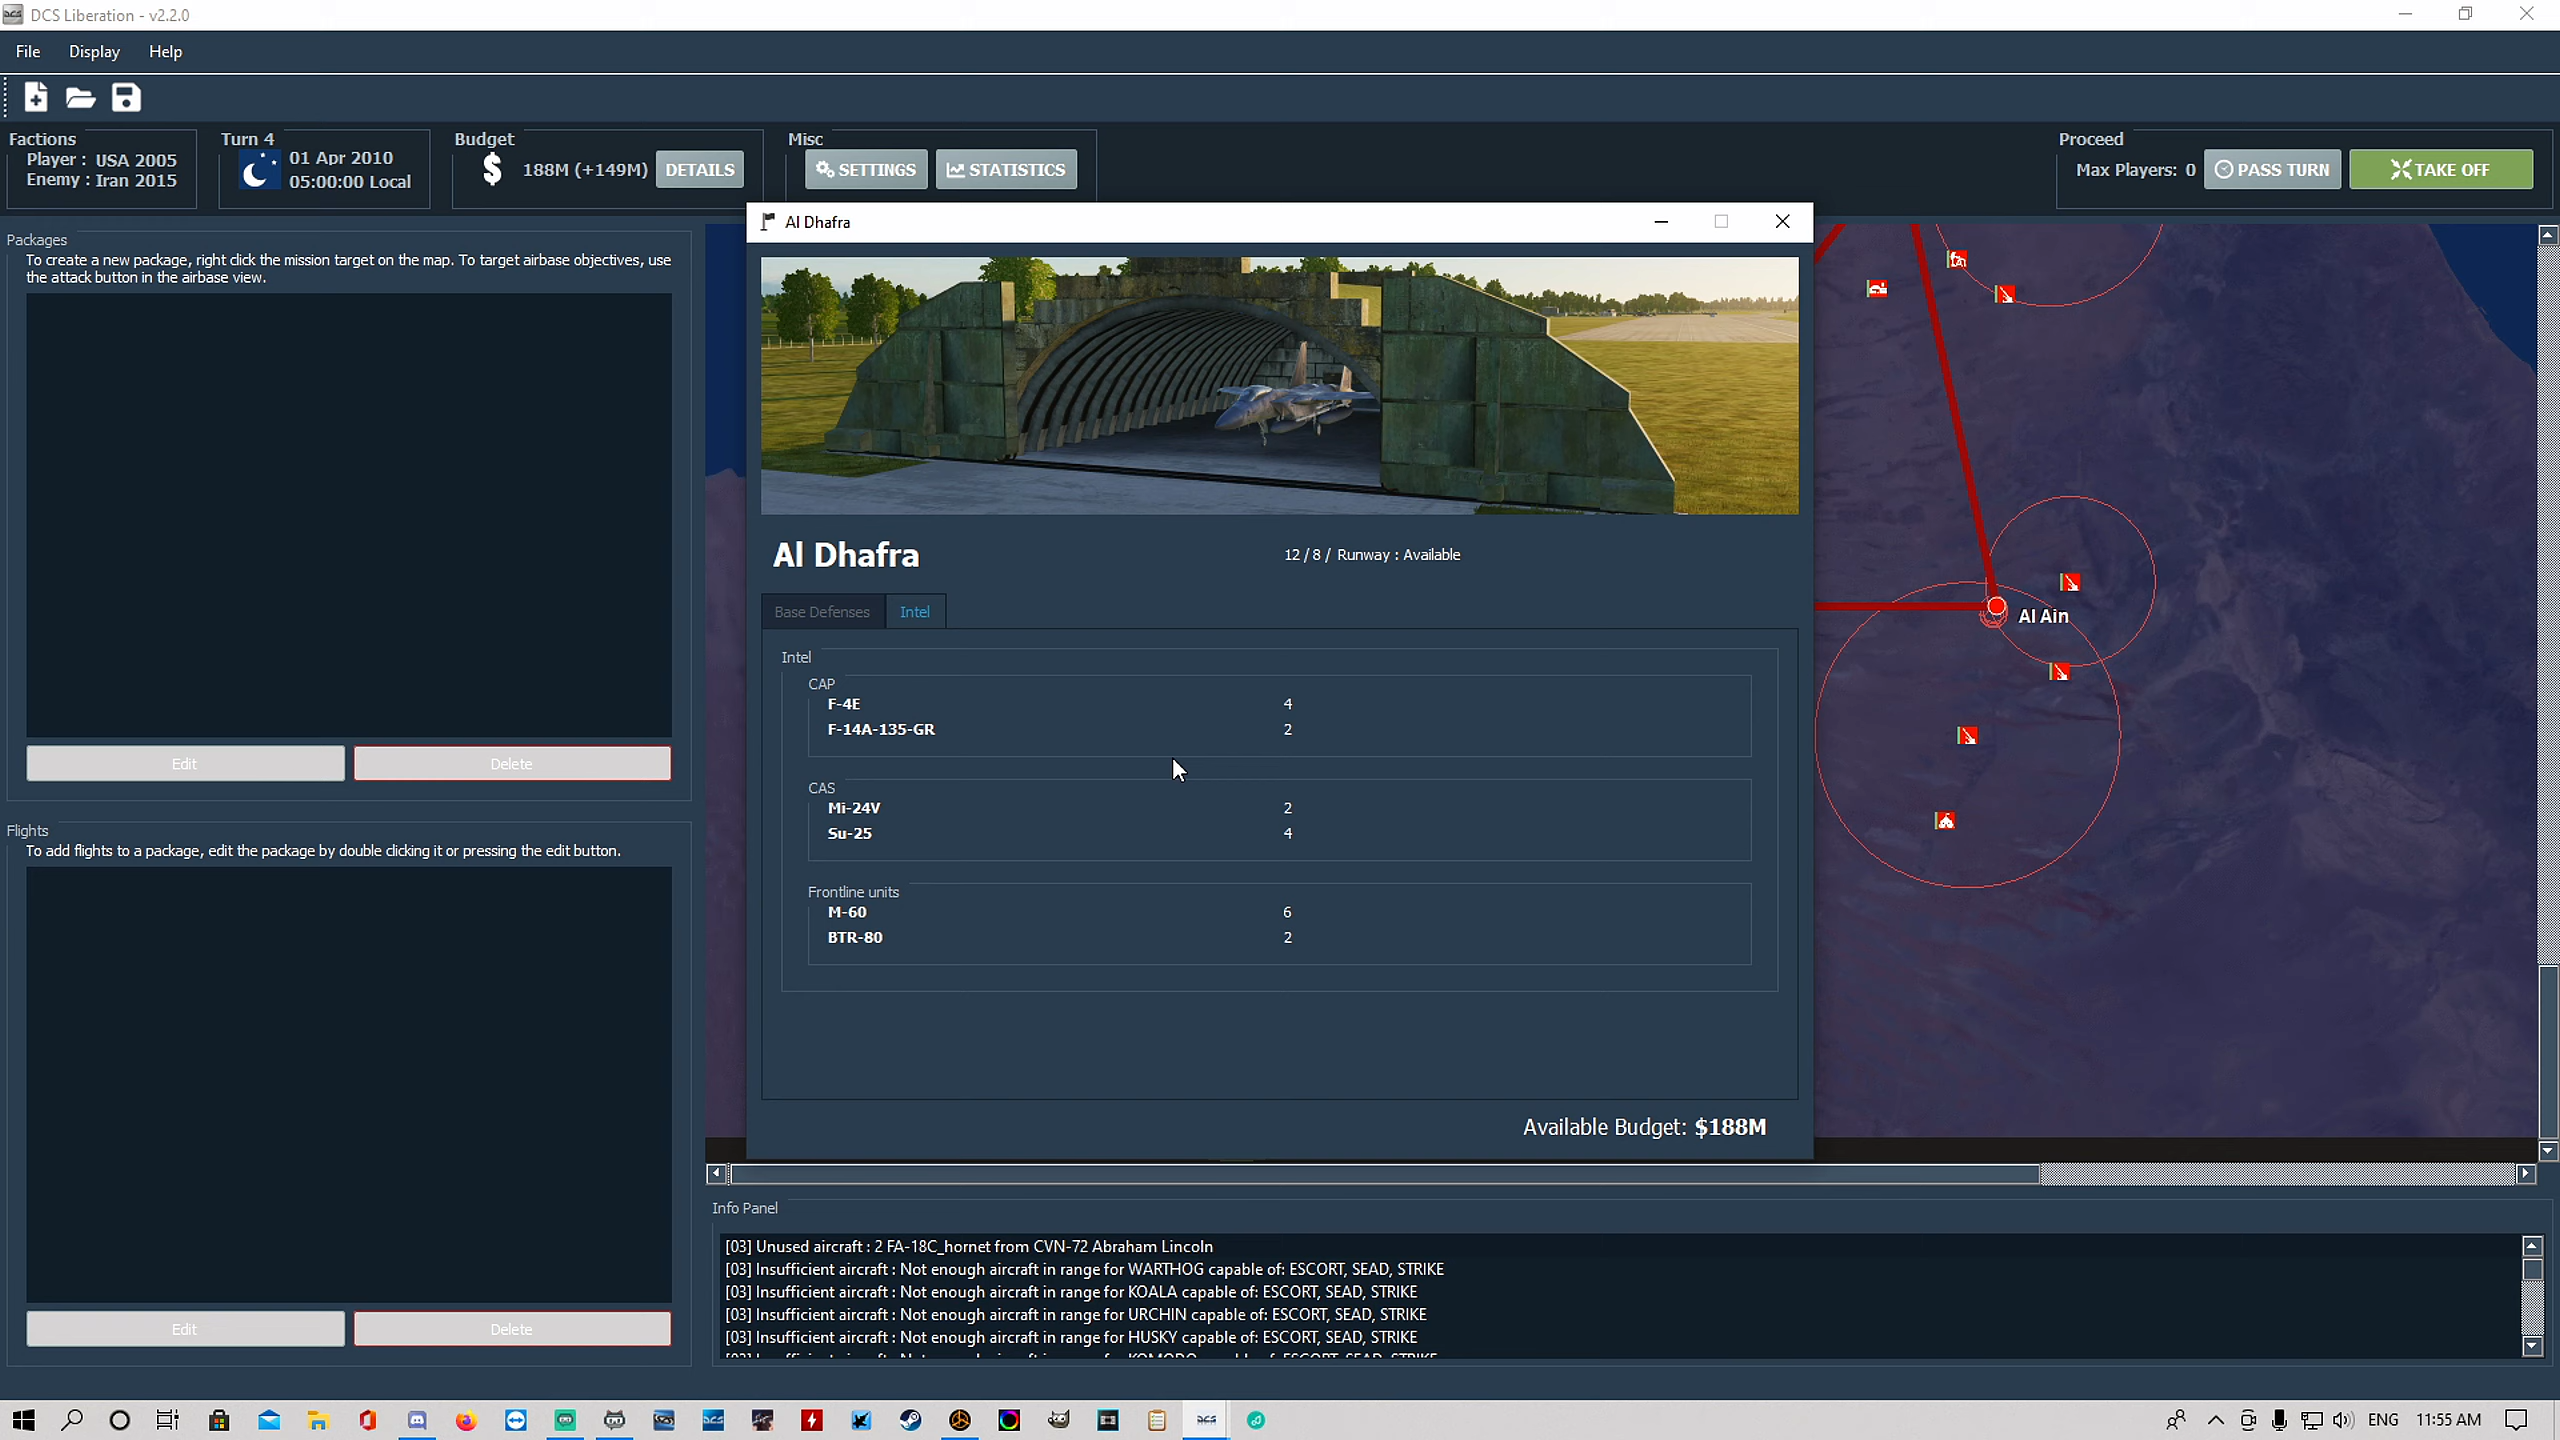 DCS Liberation - v2.2.0
File Display Help
Factions
Player : USA 2005
Enemy : Iran 2015
Turn 4
01 Apr 2010
05:00:00 Local
Budget
$ 188M (+149M) DETAILS
Misc
SETTINGS STATISTICS
Proceed
Max Players: 0 PASS TURN TAKE OFF
Packages
To create a new package, right click the mission target on the map. To target airbase objectives, use
the attack button in the airbase view.
Edit Delete
Flights
To add flights to a package, edit the package by double clicking it or pressing the edit button.
Edit Delete
Al Dhafra
Al Dhafra
12 / 8 / Runway : Available
Base Defenses Intel
Intel
CAP
F-4E 4
F-14A-135-GR 2
CAS
Mi-24V 2
Su-25 4
Frontline units
M-60 6
BTR-80 2
Available Budget: $188M
Al Ain
Info Panel
[03] Unused aircraft : 2 FA-18C_hornet from CVN-72 Abraham Lincoln
[03] Insufficient aircraft : Not enough aircraft in range for WARTHOG capable of: ESCORT, SEAD, STRIKE
[03] Insufficient aircraft : Not enough aircraft in range for KOALA capable of: ESCORT, SEAD, STRIKE
[03] Insufficient aircraft : Not enough aircraft in range for URCHIN capable of: ESCORT, SEAD, STRIKE
[03] Insufficient aircraft : Not enough aircraft in range for HUSKY capable of: ESCORT, SEAD, STRIKE
ENG 11:55 AM